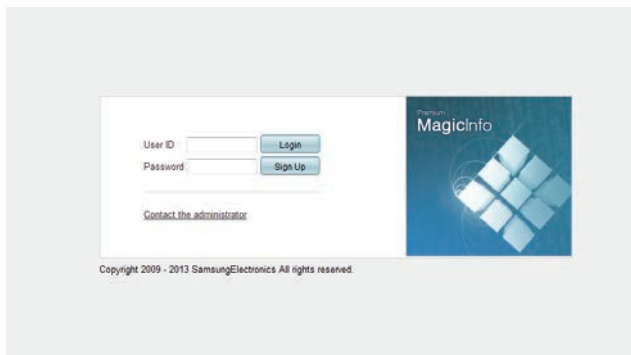 Premium
MagicInfo
User ID
Login
Password
Sign Up
Contact the administrator
Copyright 2009 - 2013 SamsungElectronics All rights reserved.